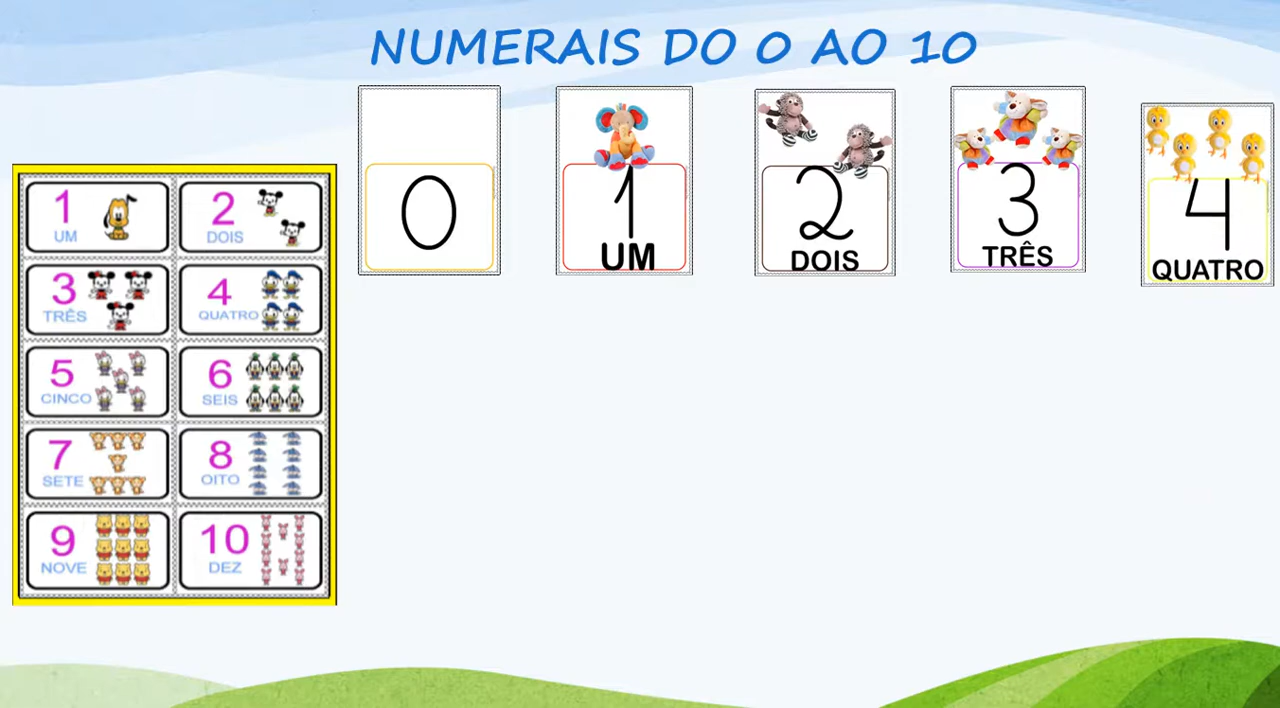 NUMERAIS DO 0 AO 10
0
1
UM
2
DOIS
3
TRÊS
4
QUATRO
1
UM
2
DOIS
3
TRÊS
4
QUATRO
5
CINCO
6
SEIS
7
SETE
8
OITO
9
NOVE
10
DEZ